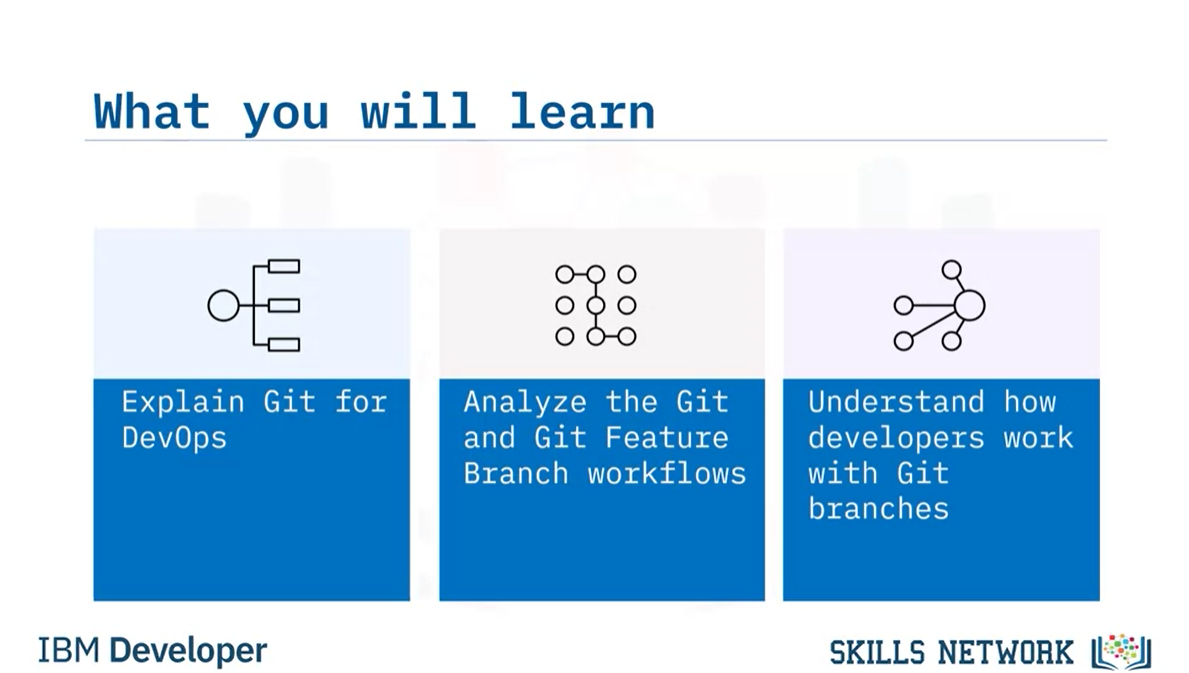 What you will learn
Explain Git for
DevOps
Analyze the Git
and Git Feature
Branch workflows
Understand how
developers work
with Git
branches
IBM Developer
SKILLS NETWORK